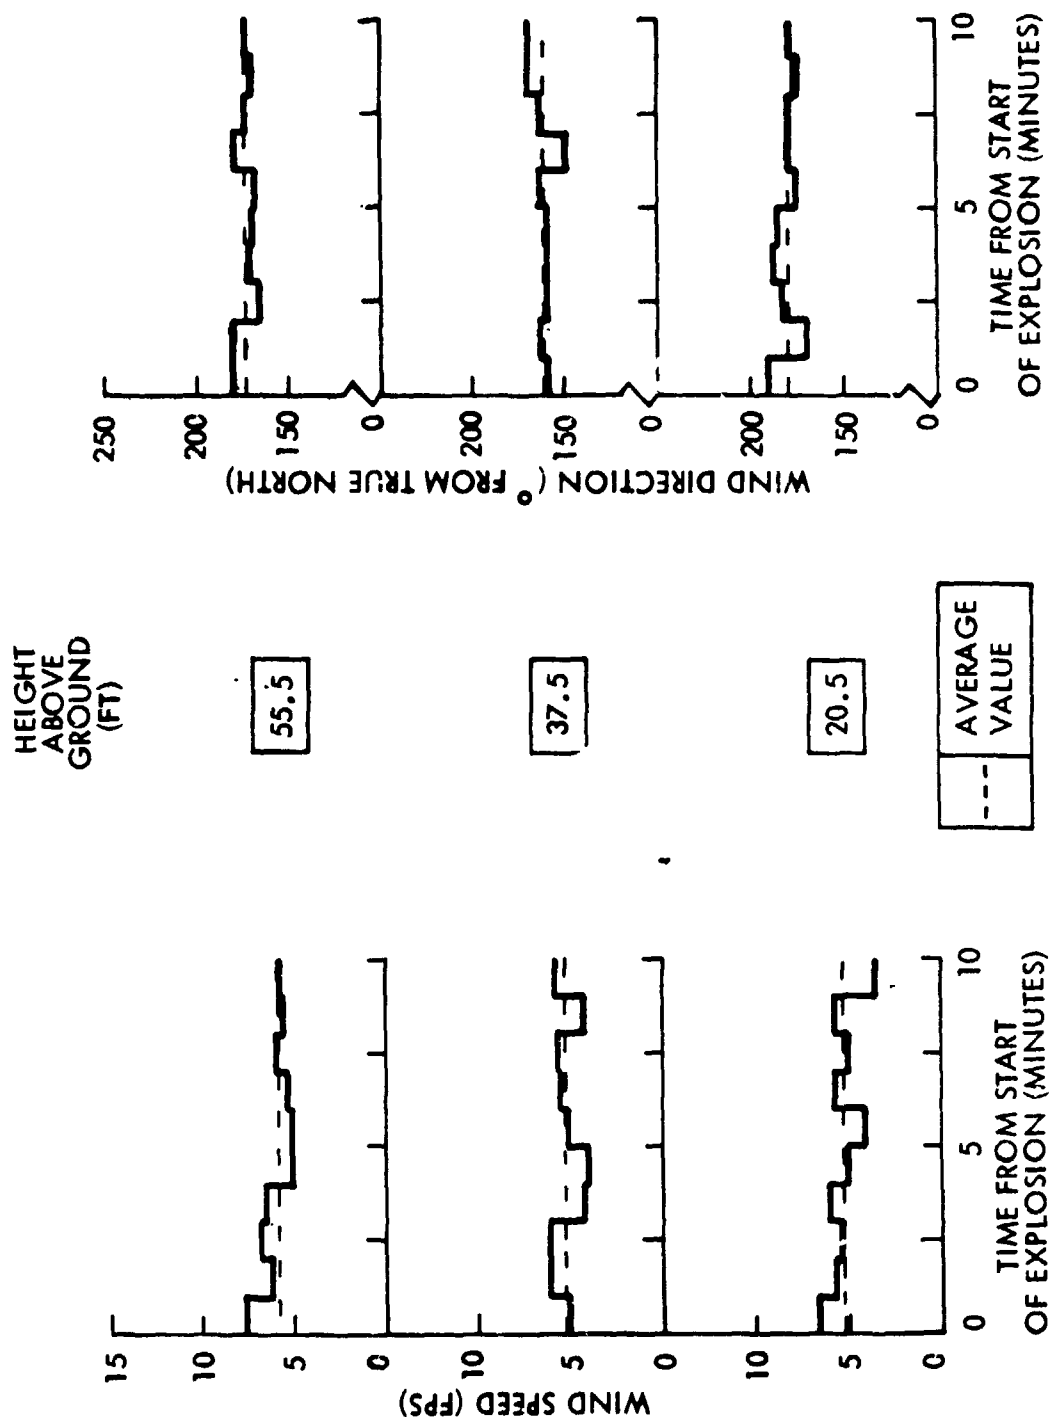 HEIGHT
ABOVE
GROUND
(FT)
WIND SPEED (FPS)
15
10
5
0
10
5
0
10
5
0
0
5
10
TIME FROM START
OF EXPLOSION (MINUTES)
55.5
37.5
20.5
--- AVERAGE
VALUE
WIND DIRECTION (° FROM TRUE NORTH)
250
200
150
0
200
150
0
200
150
0
0
5
10
TIME FROM START
OF EXPLOSION (MINUTES)